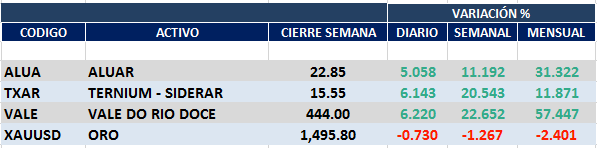 VARIACIÓN %
CODIGO ACTIVO CIERRE SEMANA DIARIO SEMANAL MENSUAL
ALUA ALUAR 22.85 5.058 11.192 31.322
TXAR TERNIUM - SIDERAR 15.55 6.143 20.543 11.871
VALE VALE DO RIO DOCE 444.00 6.220 22.652 57.447
XAUUSD ORO 1,495.80 -0.730 -1.267 -2.401